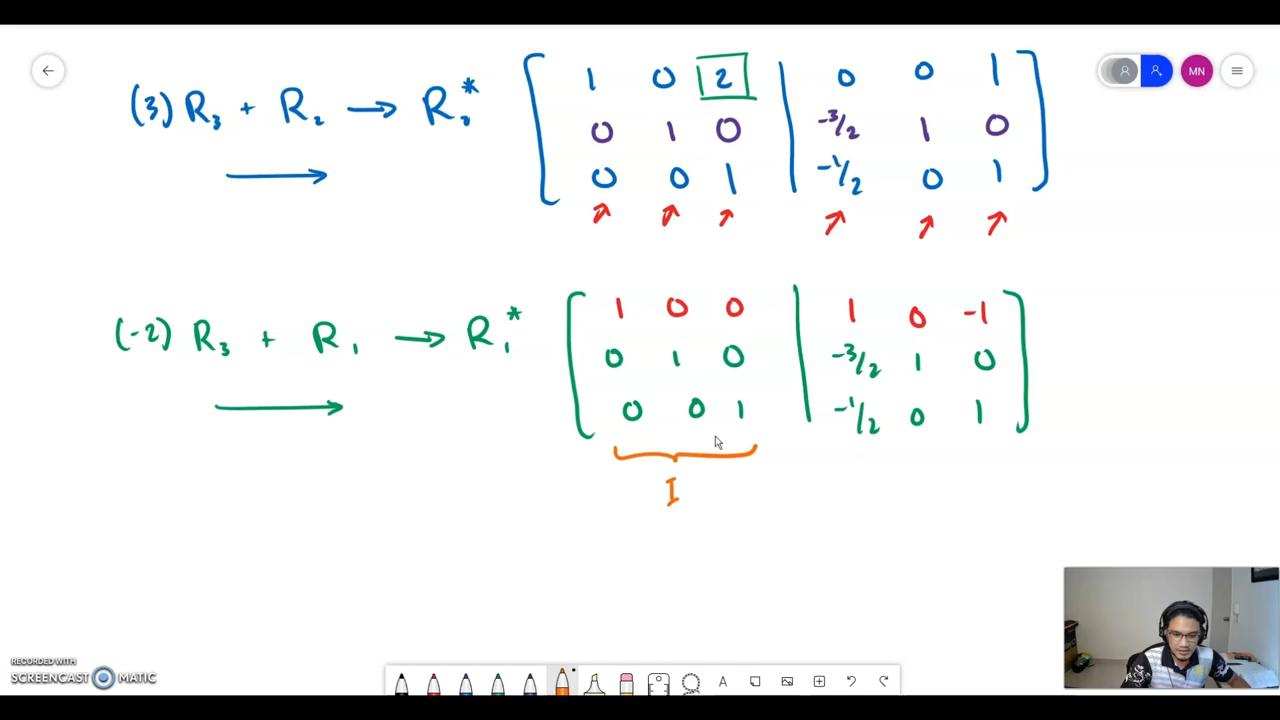 (3) R₃ + R₂ → R₂* [ 1 0 2 | 0 0 1
0 1 0 | -3/2 1 0
0 0 1 | -1/2 0 1 ]
MN
(-2) R₃ + R₁ → R₁* [ 1 0 0 | 1 0 -1
0 1 0 | -3/2 1 0
0 0 1 | -1/2 0 1 ]
I
RECORDED WITH
SCREENCAST MATIC
A